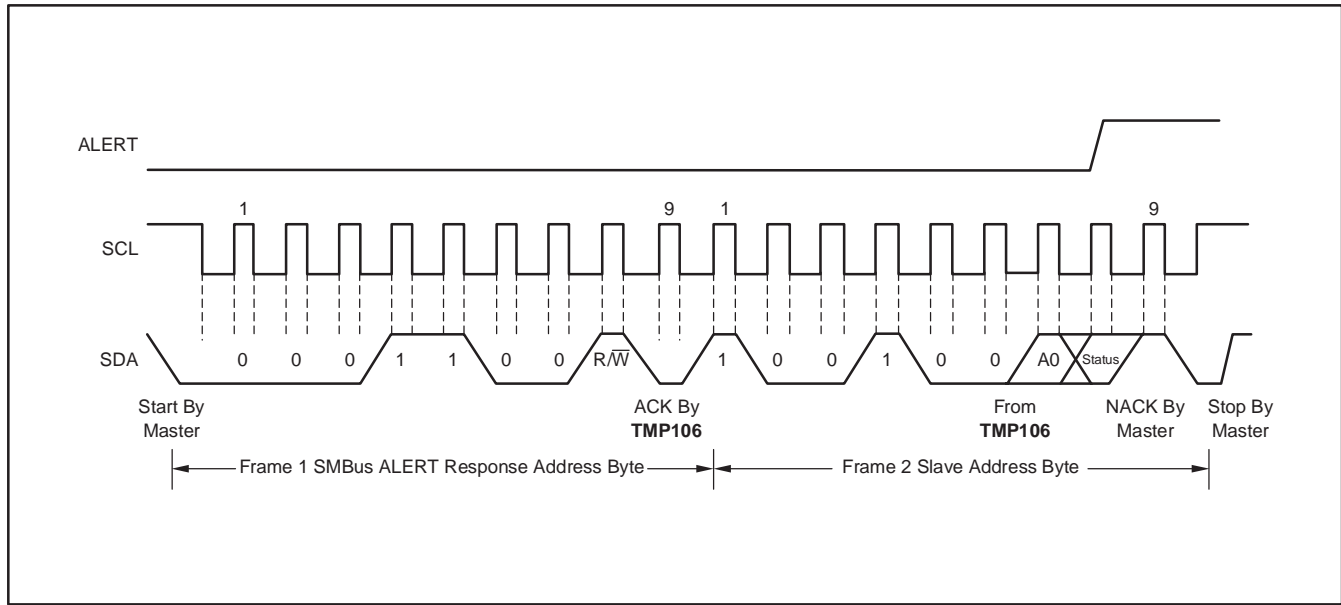 ALERT
1 9 1 9
SCL
SDA 0 0 0 1 1 0 0 R/W̅ 1 0 0 1 0 0 A0 Status
Start By ACK By From NACK By Stop By
Master TMP106 TMP106 Master Master
Frame 1 SMBus ALERT Response Address Byte Frame 2 Slave Address Byte